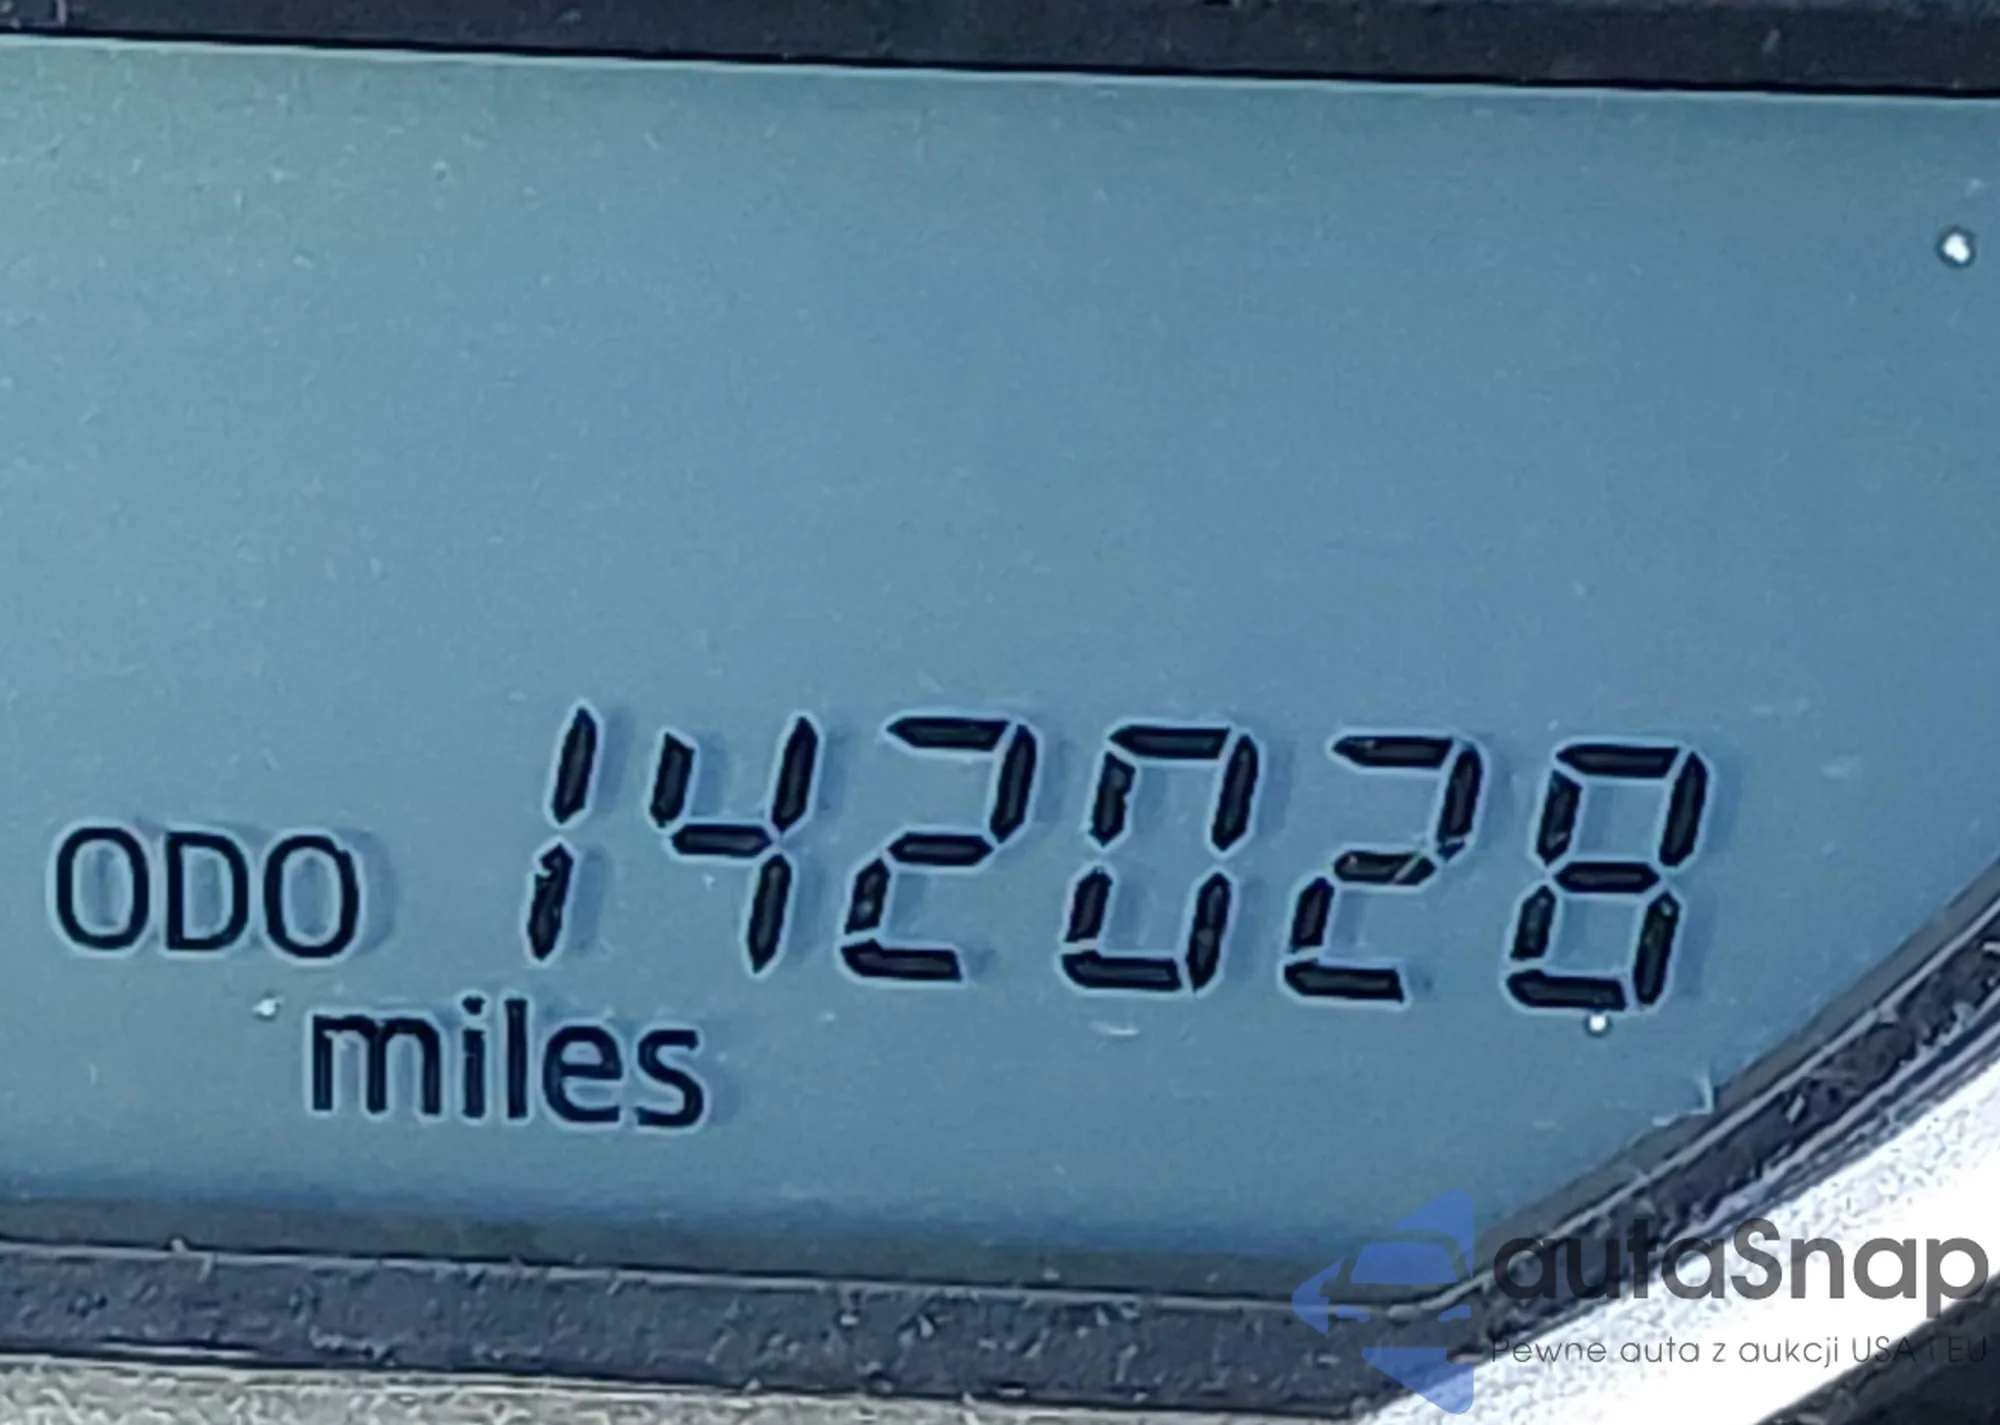 ODO 142028
miles
autaSnap
Pewne auta z aukcji USA i EU